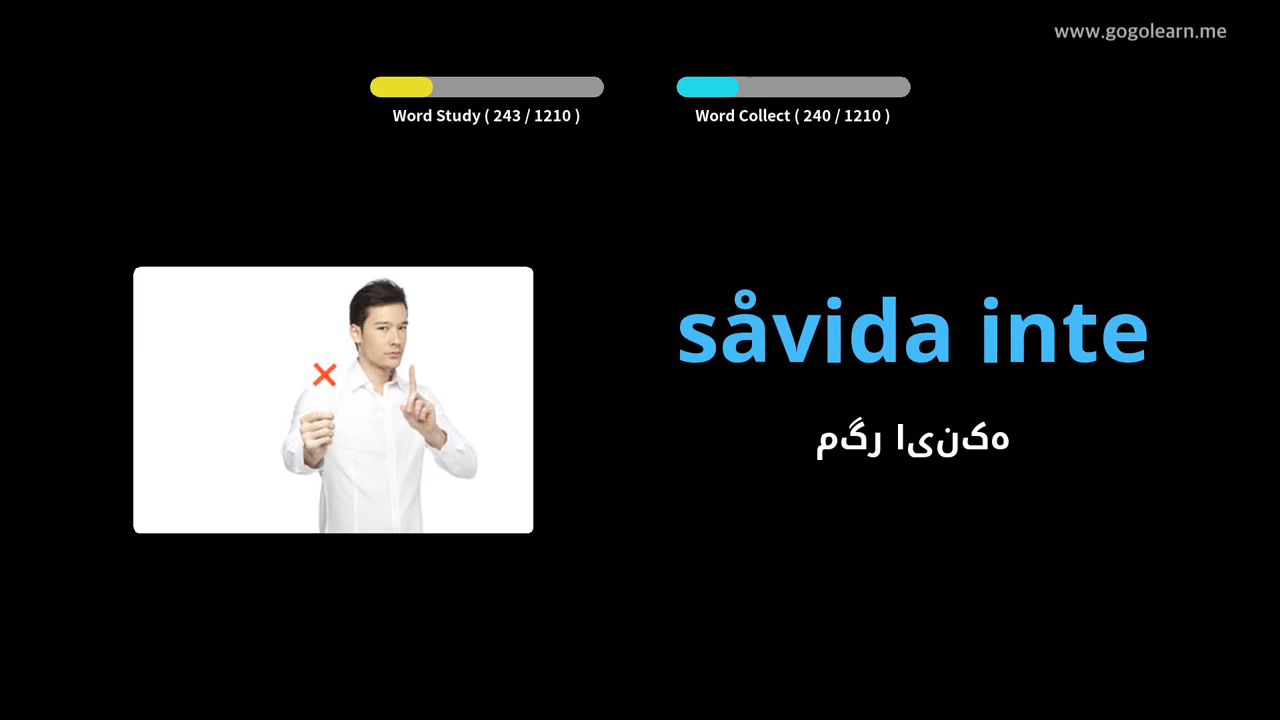 www.gogolearn.me
Word Study ( 243 / 1210 )
Word Collect ( 240 / 1210 )
såvida inte
مگر اینکه